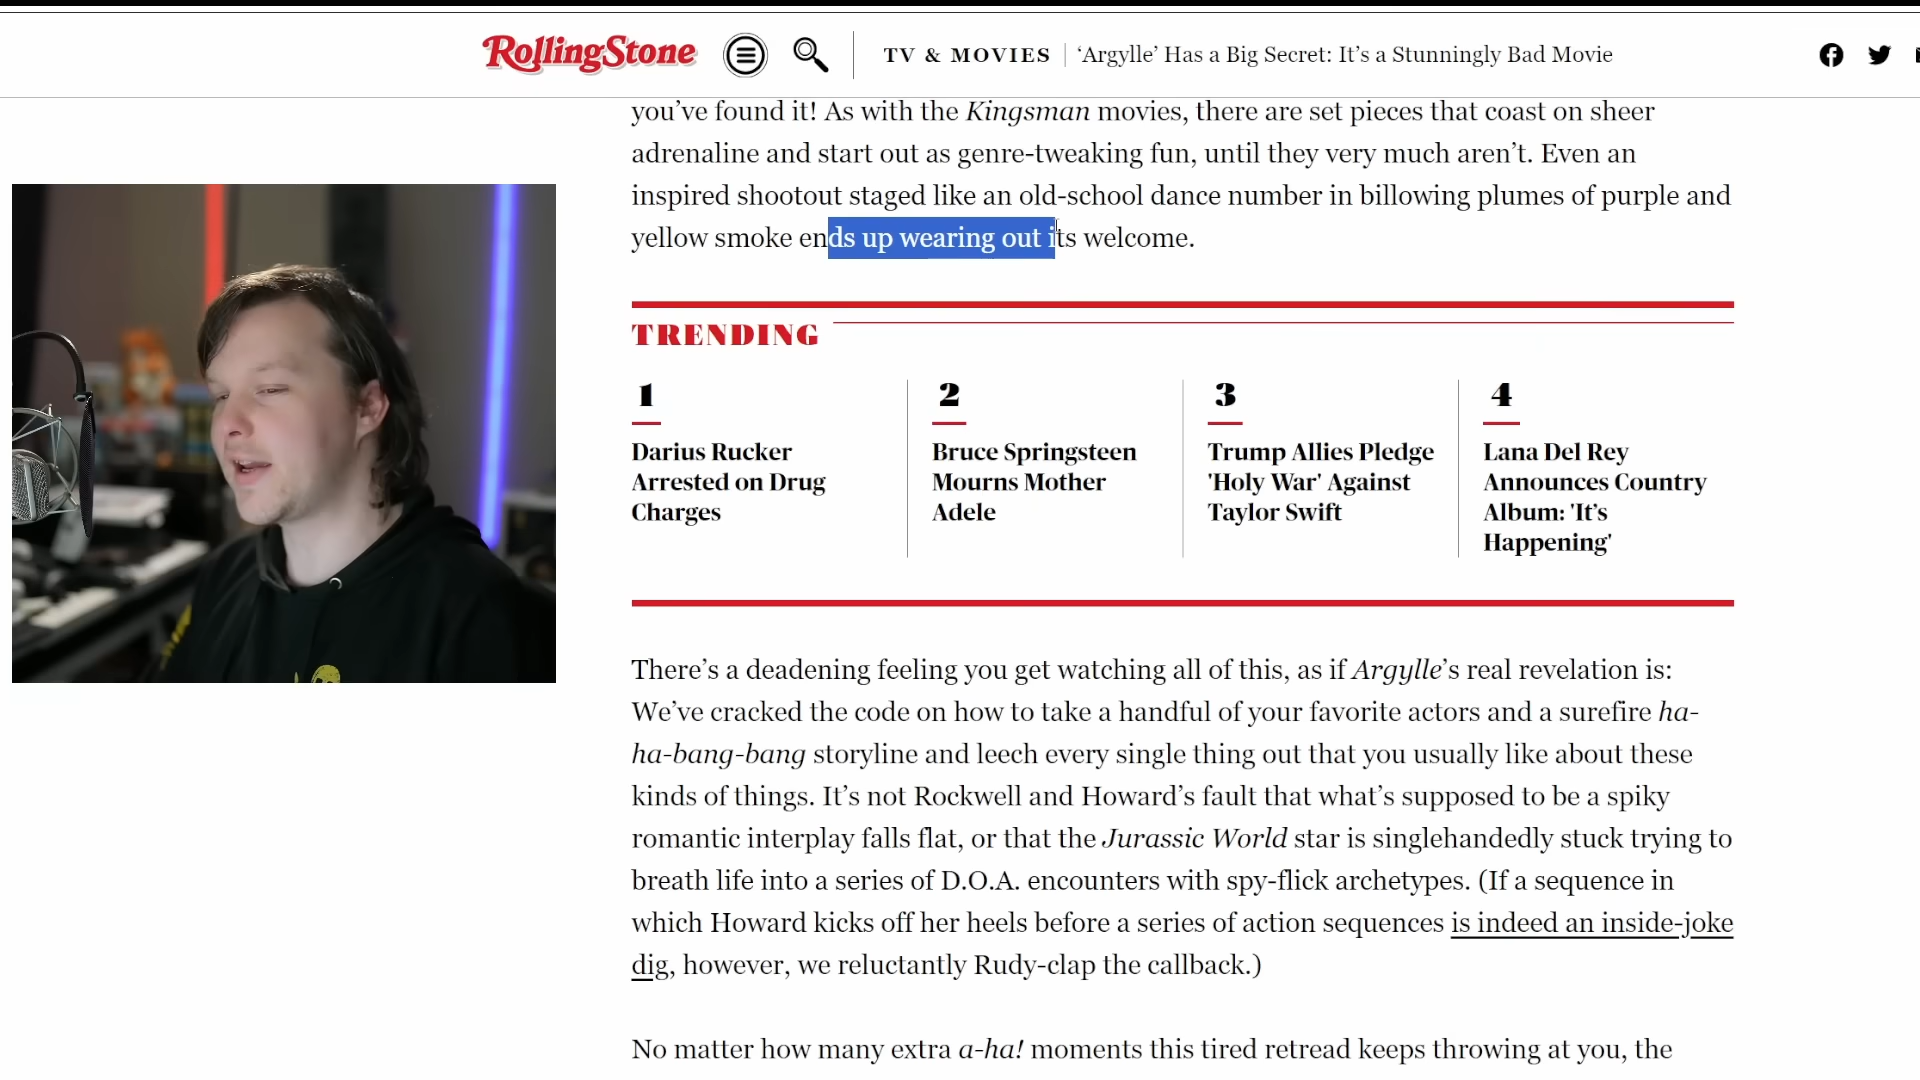 RollingStone TV & MOVIES ‘Argylle’ Has a Big Secret: It’s a Stunningly Bad Movie
you’ve found it! As with the Kingsman movies, there are set pieces that coast on sheer
adrenaline and start out as genre-tweaking fun, until they very much aren’t. Even an
inspired shootout staged like an old-school dance number in billowing plumes of purple and
yellow smoke ends up wearing out its welcome.
TRENDING
1
Darius Rucker
Arrested on Drug
Charges
2
Bruce Springsteen
Mourns Mother
Adele
3
Trump Allies Pledge
'Holy War' Against
Taylor Swift
4
Lana Del Rey
Announces Country
Album: 'It's
Happening'
There’s a deadening feeling you get watching all of this, as if Argylle’s real revelation is:
We’ve cracked the code on how to take a handful of your favorite actors and a surefire ha-
ha-bang-bang storyline and leech every single thing out that you usually like about these
kinds of things. It’s not Rockwell and Howard’s fault that what’s supposed to be a spiky
romantic interplay falls flat, or that the Jurassic World star is singlehandedly stuck trying to
breath life into a series of D.O.A. encounters with spy-flick archetypes. (If a sequence in
which Howard kicks off her heels before a series of action sequences is indeed an inside-joke
dig, however, we reluctantly Rudy-clap the callback.)
No matter how many extra a-ha! moments this tired retread keeps throwing at you, the